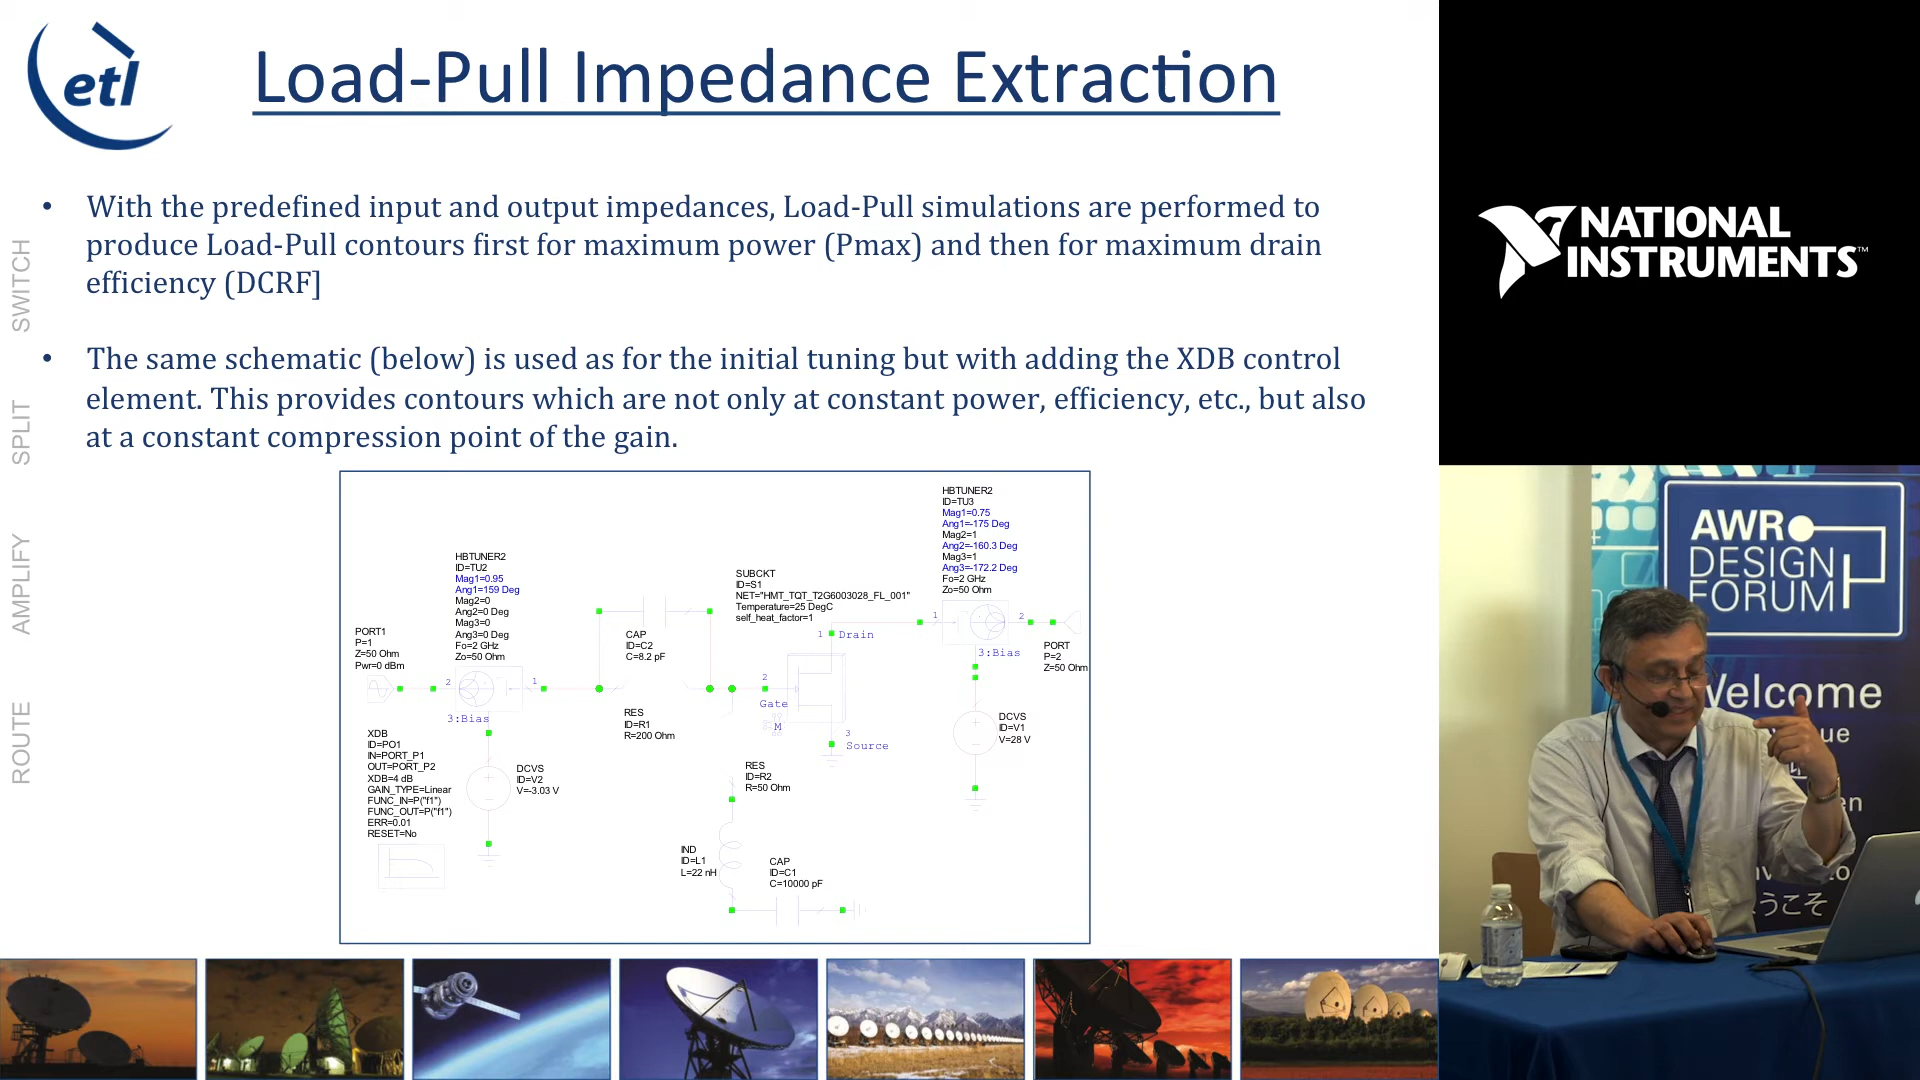 etl
Load-Pull Impedance Extraction
• With the predefined input and output impedances, Load-Pull simulations are performed to
produce Load-Pull contours first for maximum power (Pmax) and then for maximum drain
efficiency (DCRF]
• The same schematic (below) is used as for the initial tuning but with adding the XDB control
element. This provides contours which are not only at constant power, efficiency, etc., but also
at a constant compression point of the gain.
SWITCH
SPLIT
AMPLIFY
ROUTE
PORT1
P=1
Z=50 Ohm
Pwr=0 dBm
HBTUNER2
ID=TU2
Mag1=0.95
Ang1=159 Deg
Mag2=0
Ang2=0 Deg
Mag3=0
Ang3=0 Deg
Fo=2 GHz
Zo=50 Ohm
2
1
3:Bias
XDB
ID=PO1
IN=PORT_P1
OUT=PORT_P2
XDB=4 dB
GAIN_TYPE=Linear
FUNC_IN=P("f1")
FUNC_OUT=P("f1")
ERR=0.01
RESET=No
DCVS
ID=V2
V=-3.03 V
CAP
ID=C2
C=8.2 pF
RES
ID=R1
R=200 Ohm
SUBCKT
ID=S1
NET="HMT_TQT_T2G6003028_FL_001"
Temperature=25 DegC
self_heat_factor=1
1
Drain
2
Gate
M
3
Source
RES
ID=R2
R=50 Ohm
IND
ID=L1
L=22 nH
CAP
ID=C1
C=10000 pF
HBTUNER2
ID=TU3
Mag1=0.75
Ang1=-175 Deg
Mag2=1
Ang2=-160.3 Deg
Mag3=1
Ang3=-172.2 Deg
Fo=2 GHz
Zo=50 Ohm
1
2
3:Bias
PORT
P=2
Z=50 Ohm
DCVS
ID=V1
V=28 V
NATIONAL
INSTRUMENTS™
AWR
DESIGN
FORUM
Welcome
うこそ